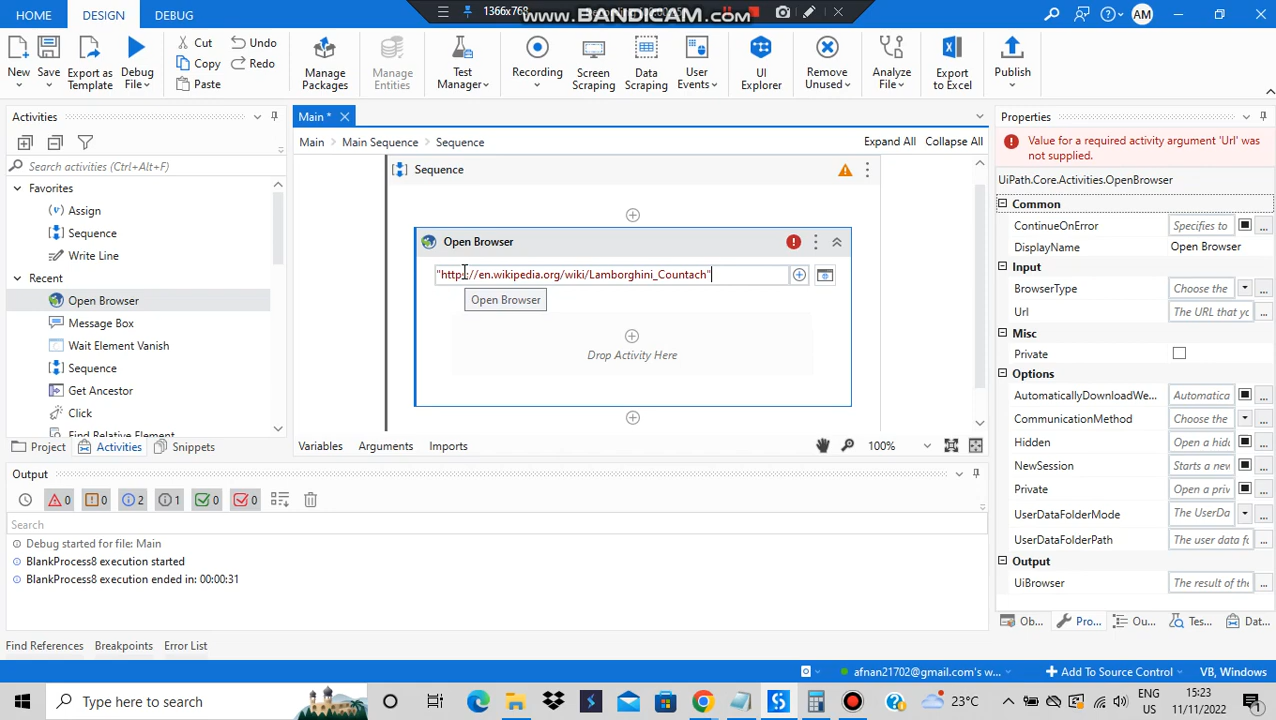 HOME
DESIGN
DEBUG
1366x768
www.BANDICAM.com
AM
New
Save
Export as
Template
Debug
File
Cut
Copy
Paste
Undo
Redo
Manage
Packages
Manage
Entities
Test
Manager
Recording
Screen
Scraping
Data
Scraping
User
Events
UI
Explorer
Remove
Unused
Analyze
File
Export
to Excel
Publish
Activities
Search activities (Ctrl+Alt+F)
Favorites
(v) Assign
Sequence
Write Line
Recent
Open Browser
Message Box
Wait Element Vanish
Sequence
Get Ancestor
Click
Find Relative Element
Project
Activities
Snippets
Main *
Main
Main Sequence
Sequence
Expand All
Collapse All
Sequence
Open Browser
"https://en.wikipedia.org/wiki/Lamborghini_Countach"
Open Browser
Drop Activity Here
Variables
Arguments
Imports
100%
Properties
Value for a required activity argument 'Url' was
not supplied.
UiPath.Core.Activities.OpenBrowser
Common
ContinueOnError
Specifies to
DisplayName
Open Browser
Input
BrowserType
Choose the
Url
The URL that yo
Misc
Private
Options
AutomaticallyDownloadWe...
Automatica
CommunicationMethod
Choose the
Hidden
Open a hid
NewSession
Starts a new
Private
Open a priv
UserDataFolderMode
The UserDa
UserDataFolderPath
The user data f
Output
UiBrowser
The result of the
Ob...
Pro...
Ou...
Tes...
Dat...
Output
0
0
2
1
0
0
Search
Debug started for file: Main
BlankProcess8 execution started
BlankProcess8 execution ended in: 00:00:31
Find References
Breakpoints
Error List
afnan21702@gmail.com's w...
Add To Source Control
VB, Windows
Type here to search
23°C
ENG
US
15:23
11/11/2022
1